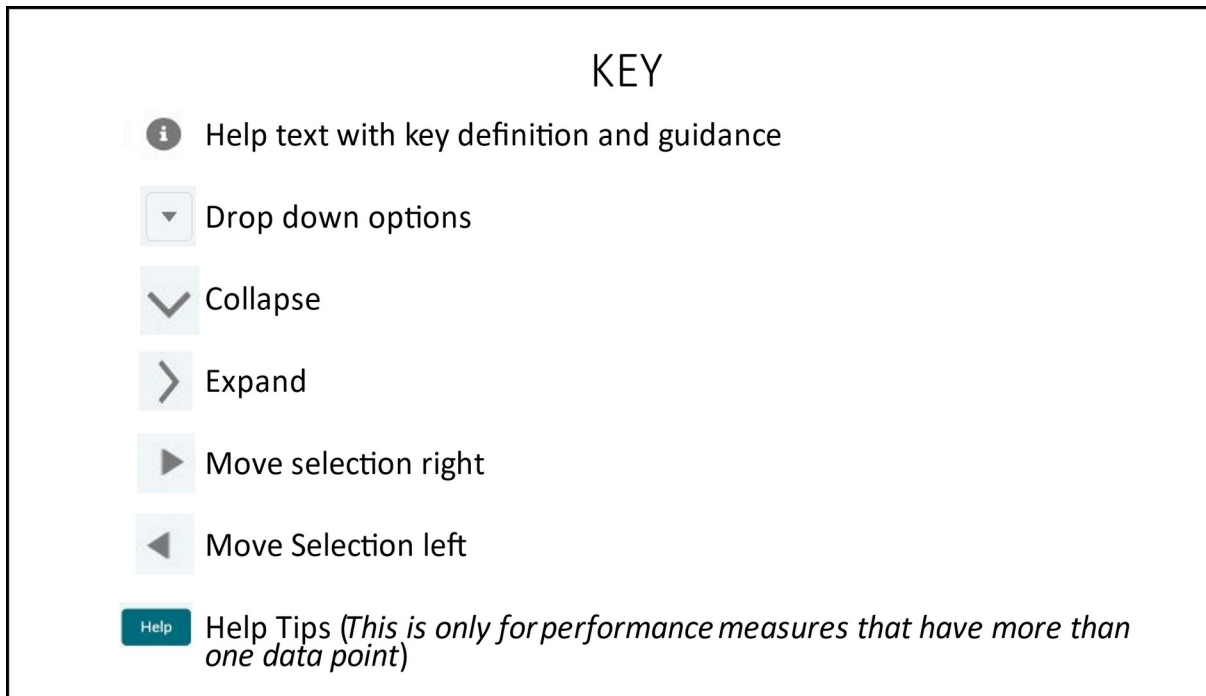 KEY
i Help text with key definition and guidance
Drop down options
Collapse
Expand
Move selection right
Move Selection left
Help Help Tips (This is only for performance measures that have more than
one data point)